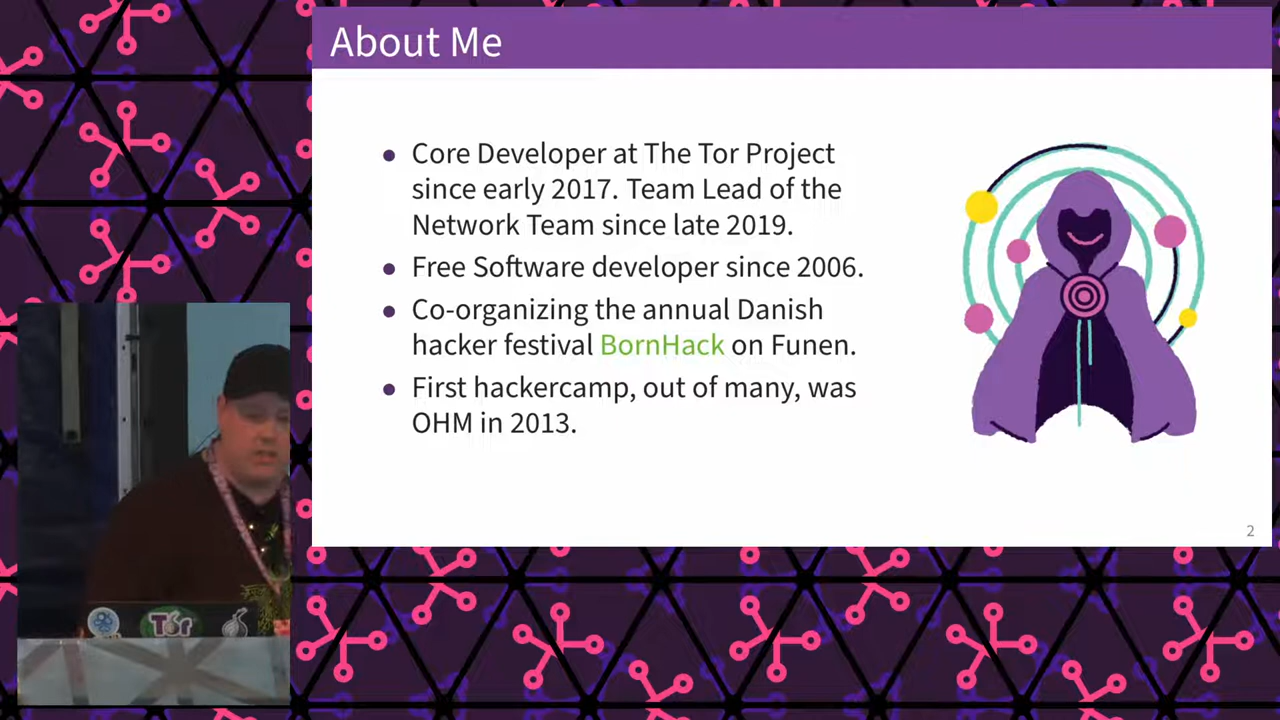 About Me
Core Developer at The Tor Project
since early 2017. Team Lead of the
Network Team since late 2019.
Free Software developer since 2006.
Co-organizing the annual Danish
hacker festival BornHack on Funen.
First hackercamp, out of many, was
OHM in 2013.
2
Tor